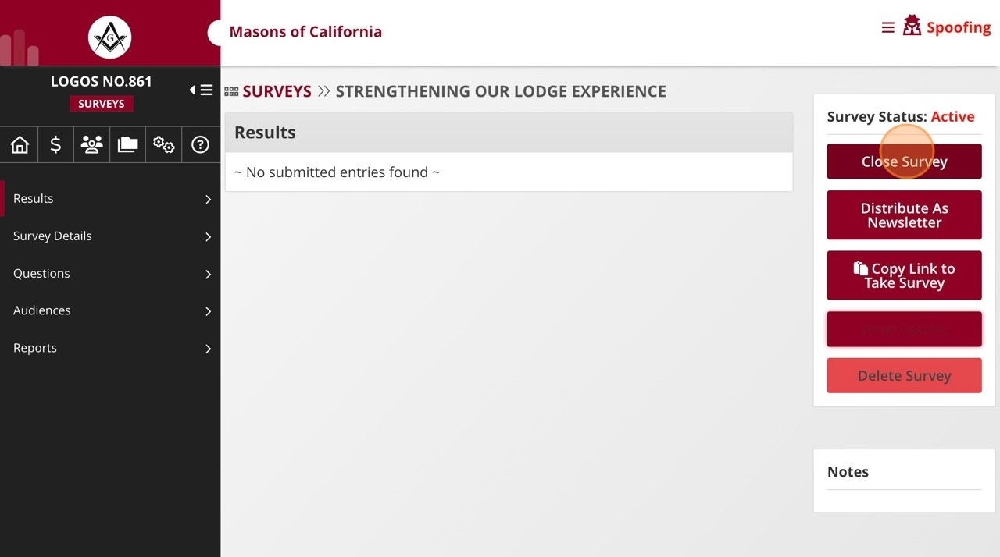 G
Masons of California
Spoofing
LOGOS NO.861
SURVEYS
$
?
Results
Survey Details
Questions
Audiences
Reports
SURVEYS >> STRENGTHENING OUR LODGE EXPERIENCE
Results
~ No submitted entries found ~
Survey Status: Active
Close Survey
Distribute As
Newsletter
Copy Link to
Take Survey
Delete Survey
Notes